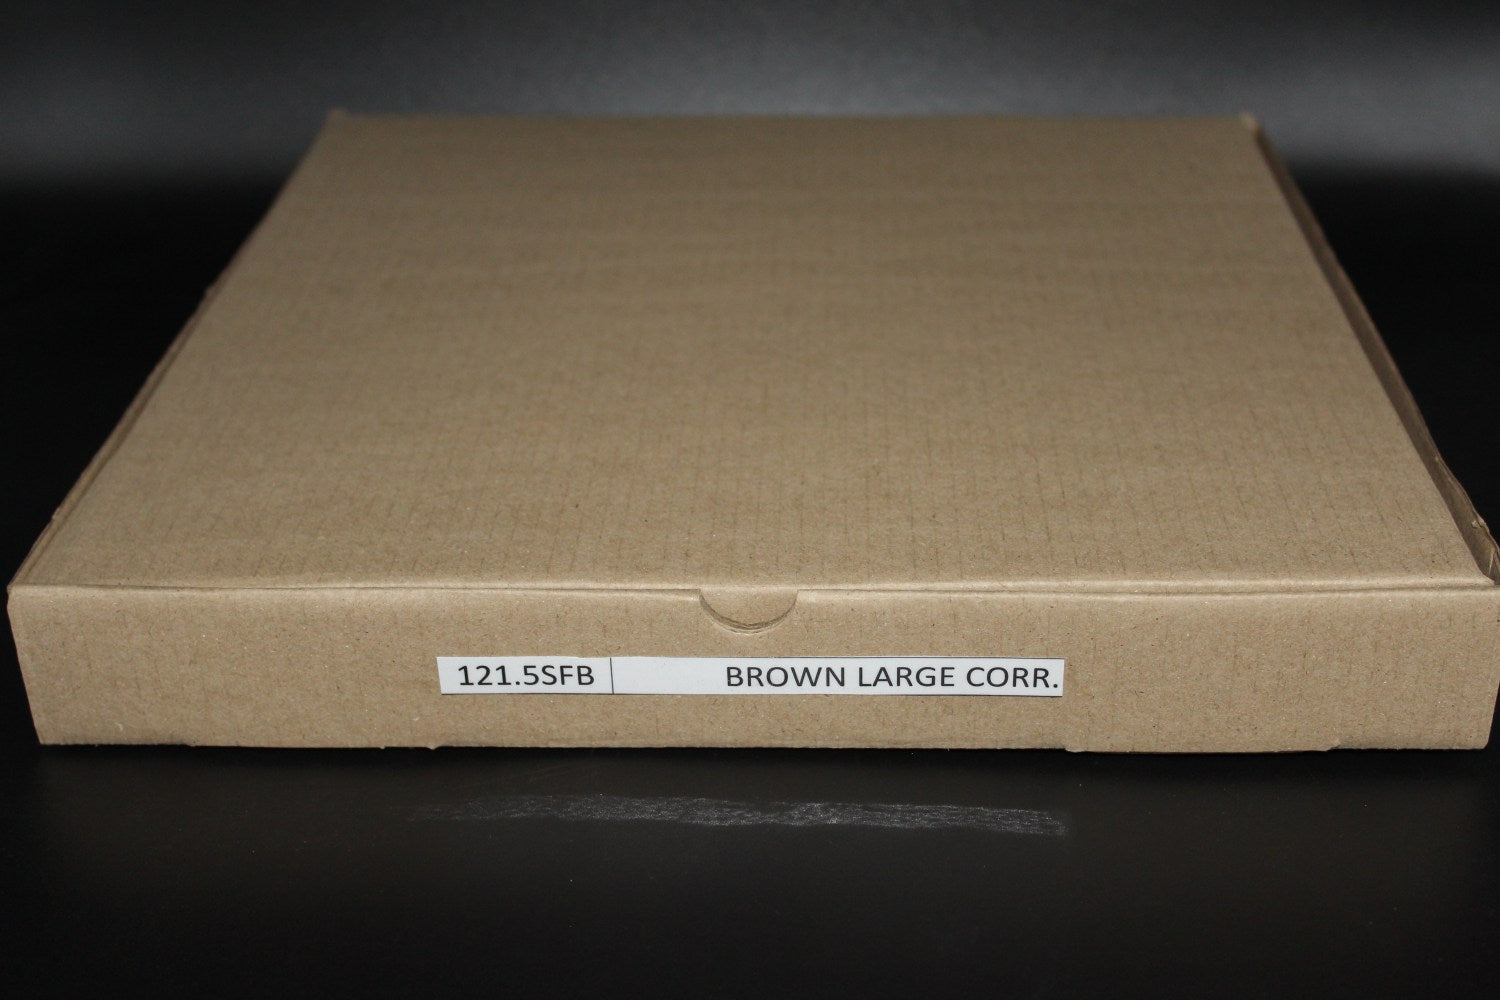 121.5SFB BROWN LARGE CORR.